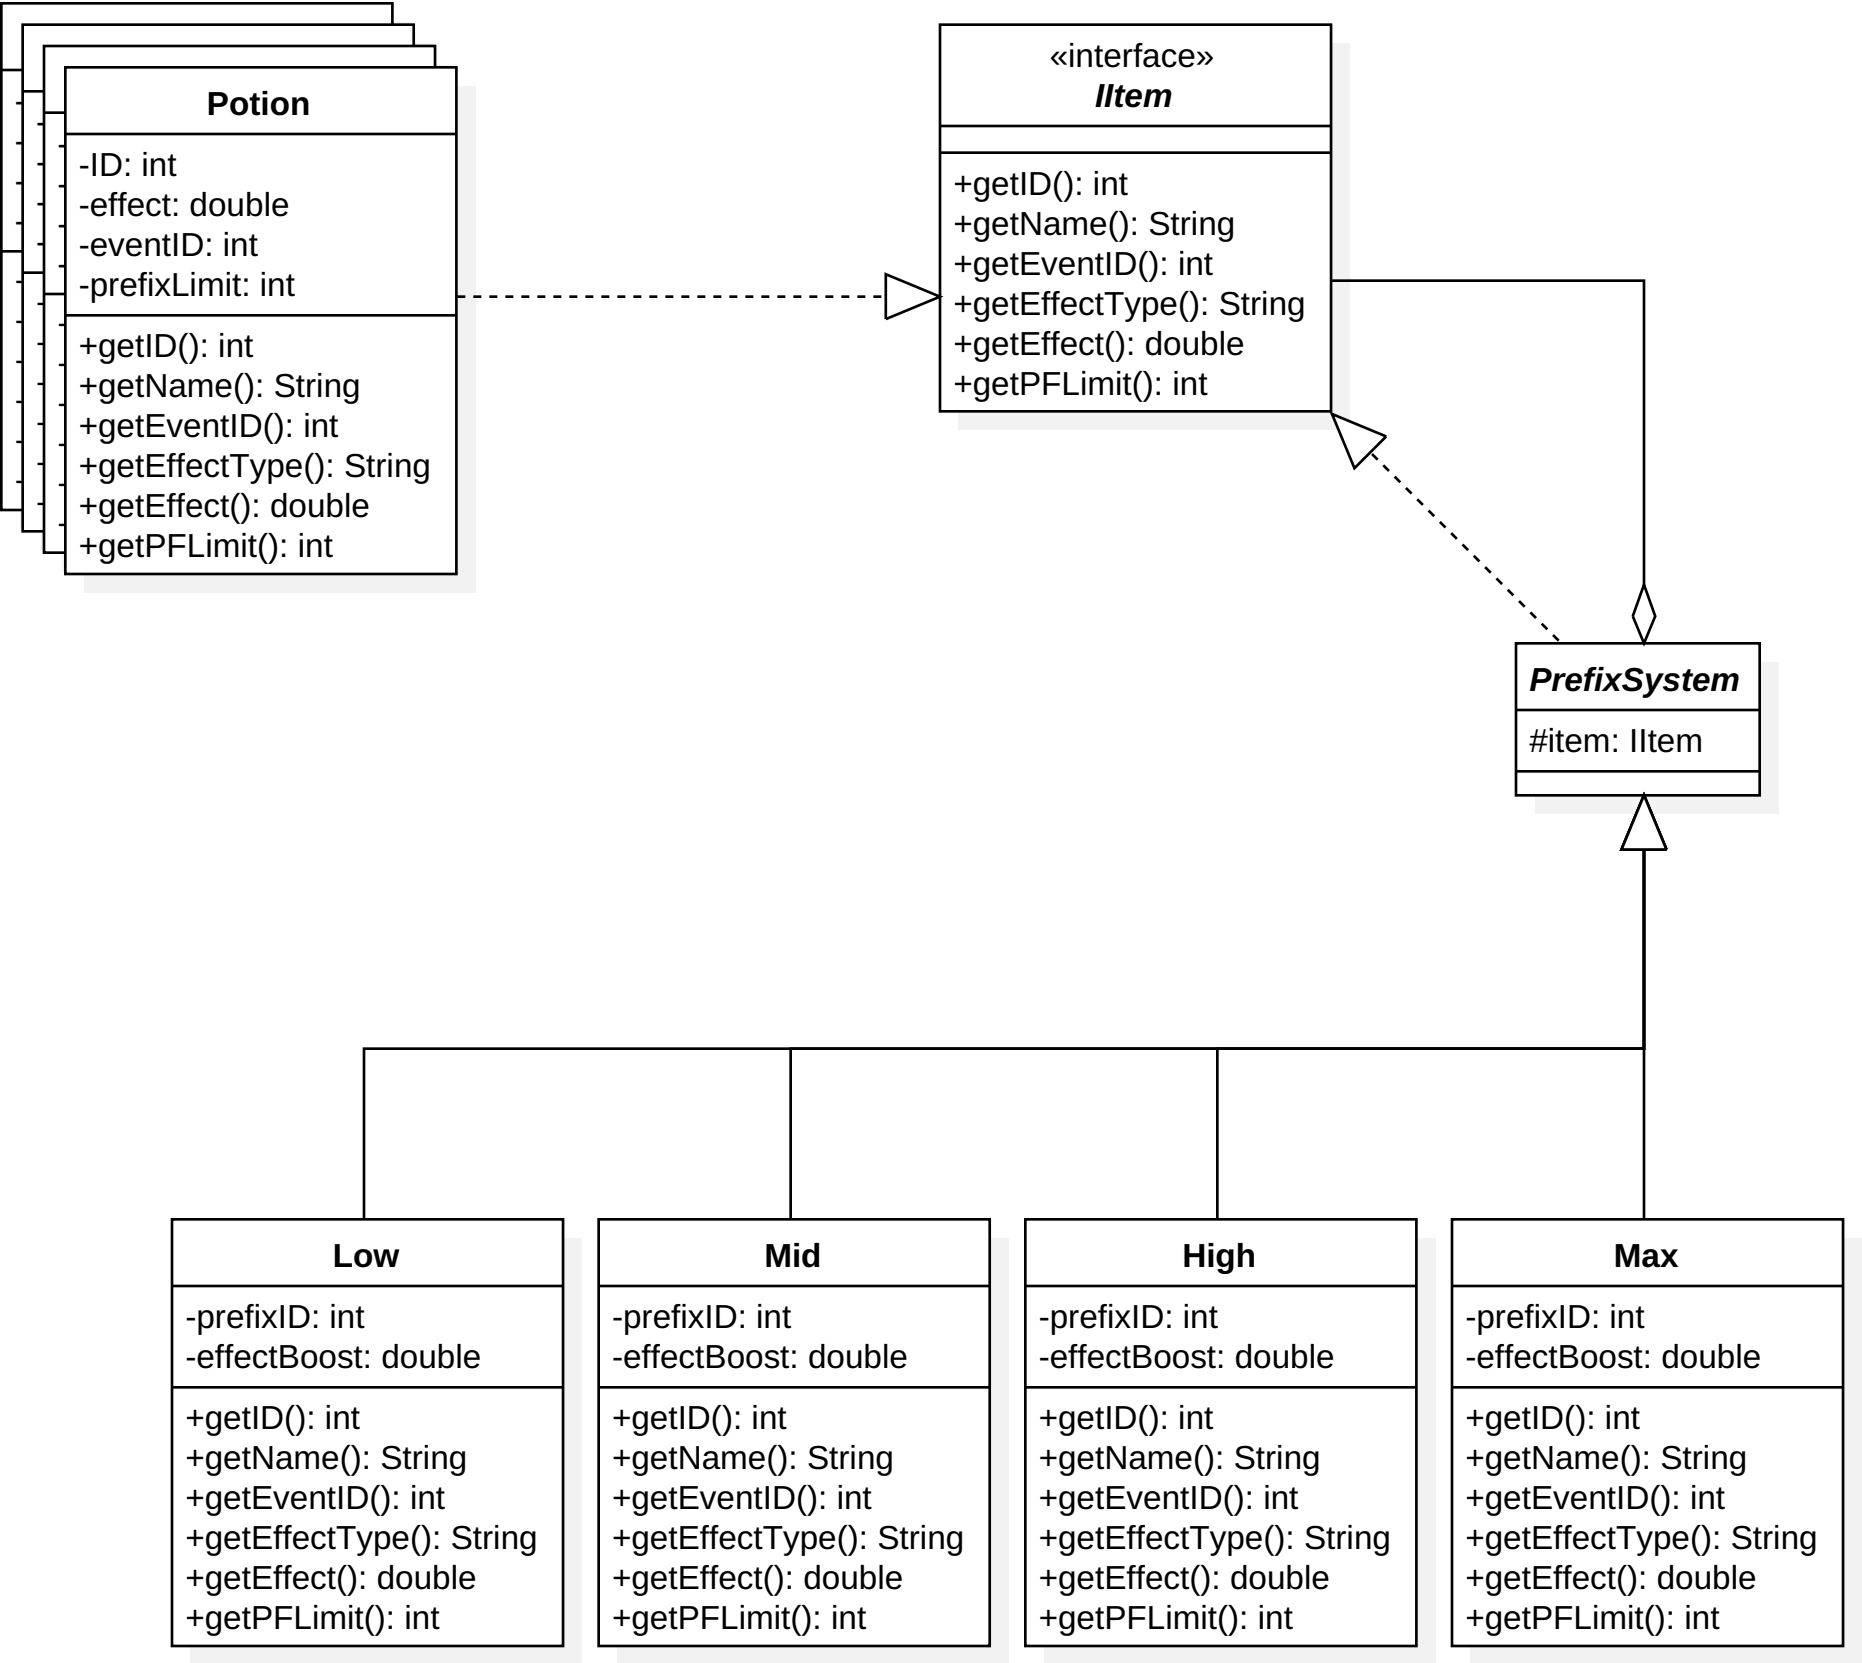 Potion
-ID: int
-effect: double
-eventID: int
-prefixLimit: int
+getID(): int
+getName(): String
+getEventID(): int
+getEffectType(): String
+getEffect(): double
+getPFLimit(): int
«interface»
IItem
+getID(): int
+getName(): String
+getEventID(): int
+getEffectType(): String
+getEffect(): double
+getPFLimit(): int
PrefixSystem
#item: IItem
Low
-prefixID: int
-effectBoost: double
+getID(): int
+getName(): String
+getEventID(): int
+getEffectType(): String
+getEffect(): double
+getPFLimit(): int
Mid
-prefixID: int
-effectBoost: double
+getID(): int
+getName(): String
+getEventID(): int
+getEffectType(): String
+getEffect(): double
+getPFLimit(): int
High
-prefixID: int
-effectBoost: double
+getID(): int
+getName(): String
+getEventID(): int
+getEffectType(): String
+getEffect(): double
+getPFLimit(): int
Max
-prefixID: int
-effectBoost: double
+getID(): int
+getName(): String
+getEventID(): int
+getEffectType(): String
+getEffect(): double
+getPFLimit(): int